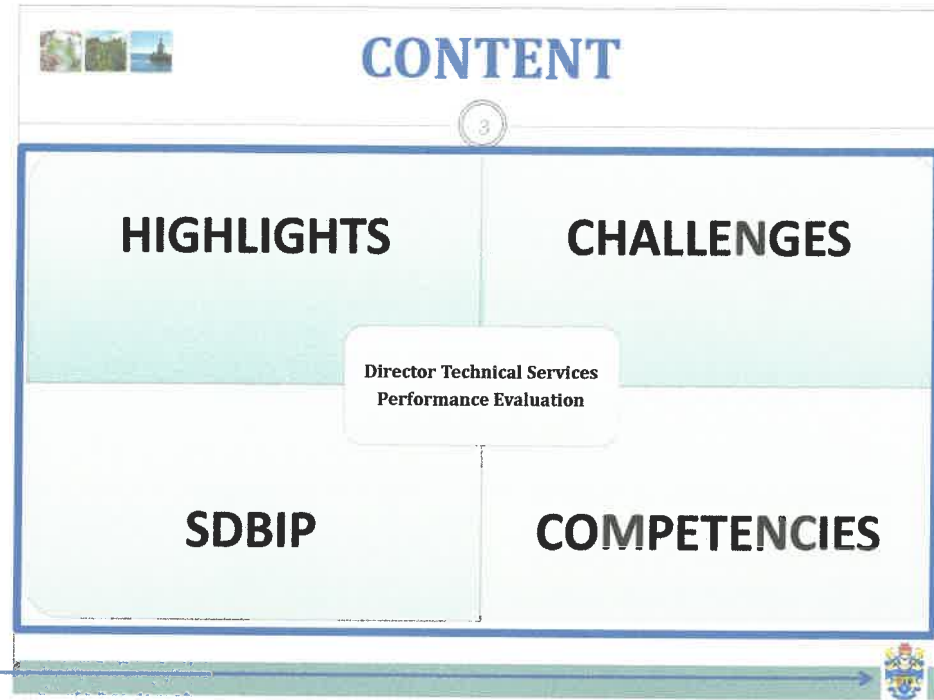 CONTENT
3
HIGHLIGHTS
CHALLENGES
Director Technical Services
Performance Evaluation
SDBIP
COMPETENCIES